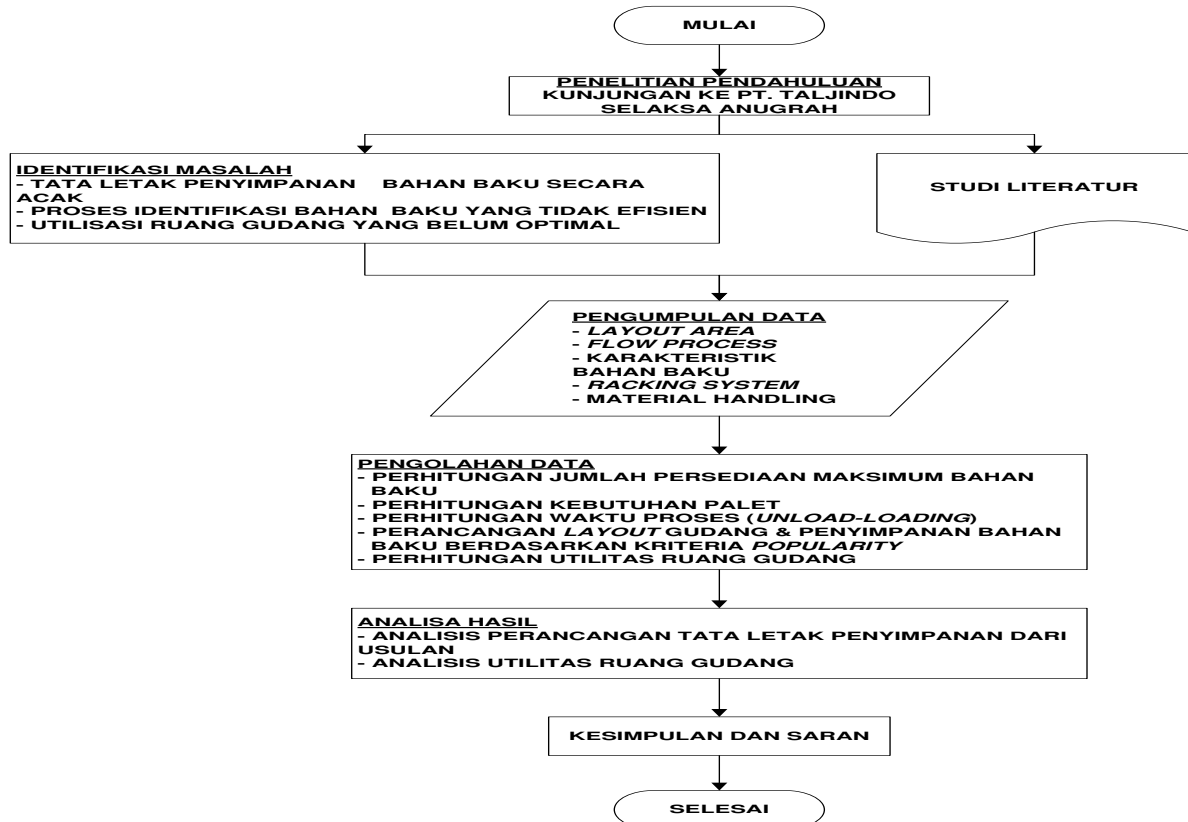 MULAI
PENELITIAN PENDAHULUAN
KUNJUNGAN KE PT. TALJINDO
SELAKSA ANUGRAH
IDENTIFIKASI MASALAH
- TATA LETAK PENYIMPANAN BAHAN BAKU SECARA
ACAK
- PROSES IDENTIFIKASI BAHAN BAKU YANG TIDAK EFISIEN
- UTILISASI RUANG GUDANG YANG BELUM OPTIMAL
STUDI LITERATUR
PENGUMPULAN DATA
- LAYOUT AREA
- FLOW PROCESS
- KARAKTERISTIK
BAHAN BAKU
- RACKING SYSTEM
- MATERIAL HANDLING
PENGOLAHAN DATA
- PERHITUNGAN JUMLAH PERSEDIAAN MAKSIMUM BAHAN
BAKU
- PERHITUNGAN KEBUTUHAN PALET
- PERHITUNGAN WAKTU PROSES (UNLOAD-LOADING)
- PERANCANGAN LAYOUT GUDANG & PENYIMPANAN BAHAN
BAKU BERDASARKAN KRITERIA POPULARITY
- PERHITUNGAN UTILITAS RUANG GUDANG
ANALISA HASIL
- ANALISIS PERANCANGAN TATA LETAK PENYIMPANAN DARI
USULAN
- ANALISIS UTILITAS RUANG GUDANG
KESIMPULAN DAN SARAN
SELESAI